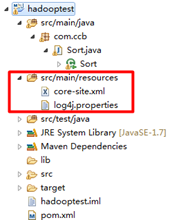 hadooptest
src/main/java
com.ccb
Sort.java
Sort
src/main/resources
core-site.xml
log4j.properties
src/test/java
JRE System Library [JavaSE-1.7]
Maven Dependencies
lib
src
target
hadooptest.iml
pom.xml